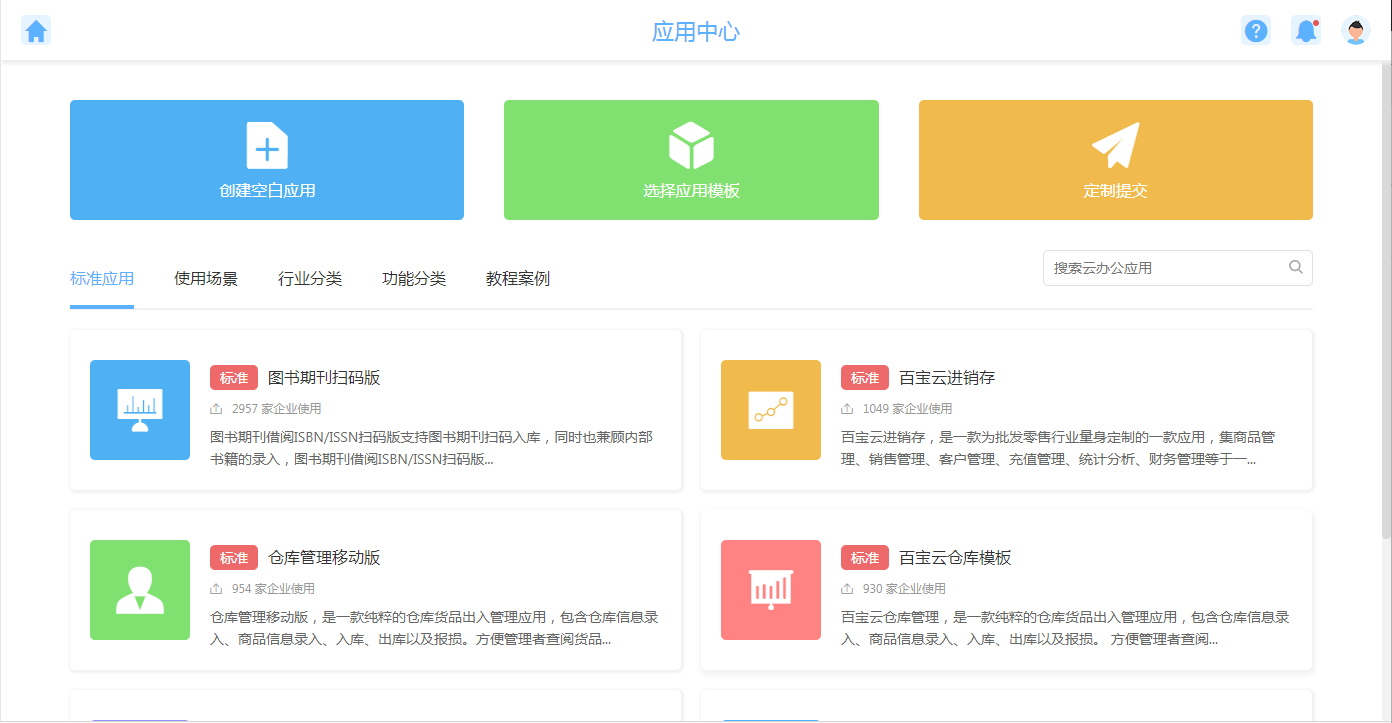 应用中心
创建空白应用
选择应用模板
定制提交
标准应用 使用场景 行业分类 功能分类 教程案例
搜索云办公应用
标准 图书期刊扫码版
2957 家企业使用
图书期刊借阅ISBN/ISSN扫码版支持图书期刊扫码入库，同时也兼顾内部
书籍的录入，图书期刊借阅ISBN/ISSN扫码版...
标准 百宝云进销存
1049 家企业使用
百宝云进销存，是一款为批发零售行业量身定制的一款应用，集商品管
理、销售管理、客户管理、充值管理、统计分析、财务管理等于一...
标准 仓库管理移动版
954 家企业使用
仓库管理移动版，是一款纯粹的仓库货品出入管理应用，包含仓库信息录
入、商品信息录入、入库、出库以及报损。方便管理者查阅货品...
标准 百宝云仓库模板
930 家企业使用
百宝云仓库管理，是一款纯粹的仓库货品出入管理应用，包含仓库信息录
入、商品信息录入、入库、出库以及报损。 方便管理者查阅...